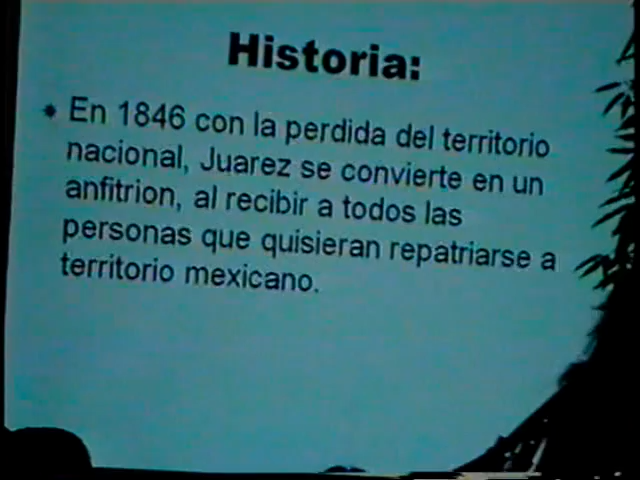 Historia:
* En 1846 con la perdida del territorio
nacional, Juarez se convierte en un
anfitrion, al recibir a todos las
personas que quisieran repatriarse a
territorio mexicano.